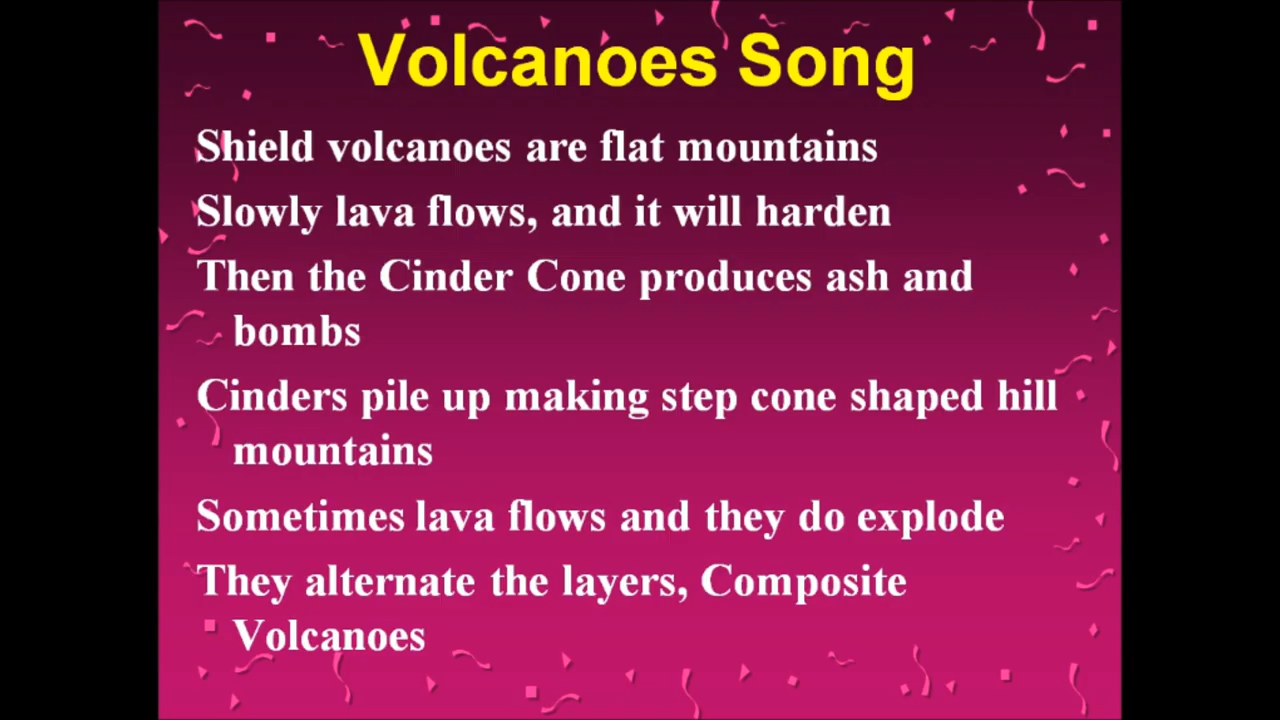 Volcanoes Song
Shield volcanoes are flat mountains
Slowly lava flows, and it will harden
Then the Cinder Cone produces ash and
bombs
Cinders pile up making step cone shaped hill
mountains
Sometimes lava flows and they do explode
They alternate the layers, Composite
Volcanoes